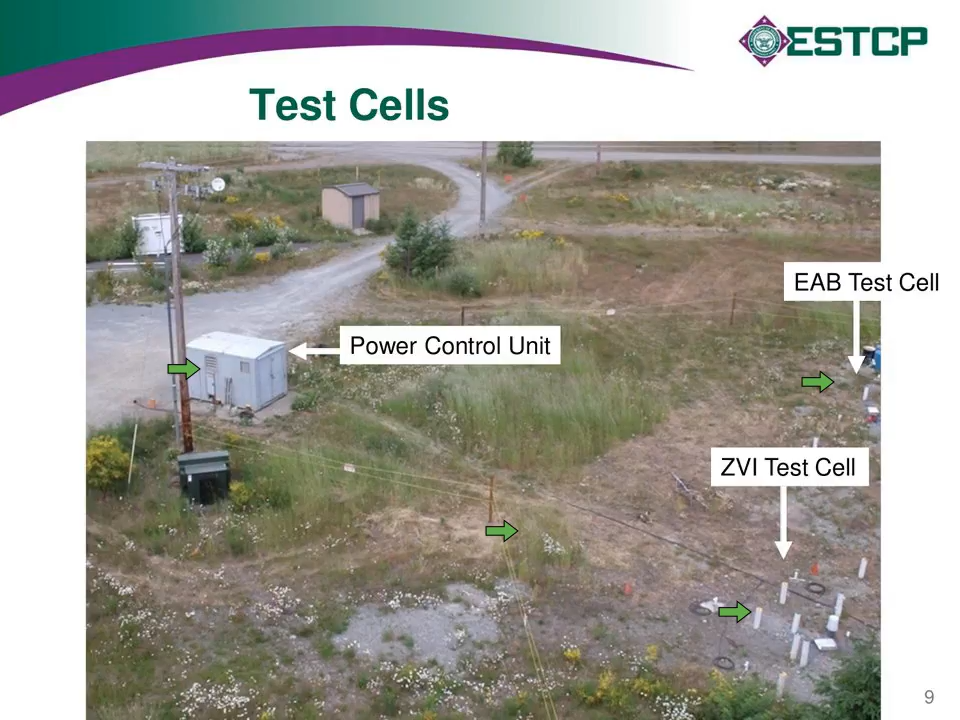 ESTCP
Test Cells
EAB Test Cell
Power Control Unit
ZVI Test Cell
9